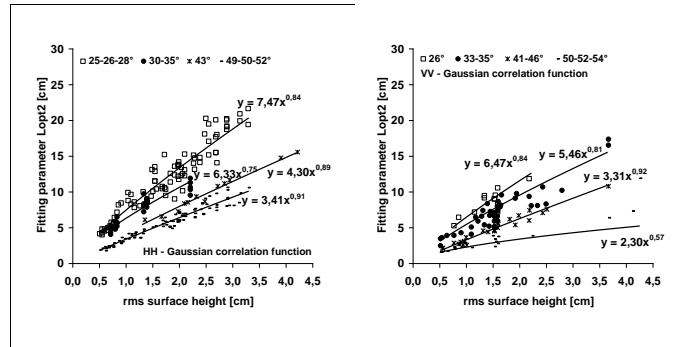 30
25
20
15
10
5
0
Fitting parameter Lopt2 [cm]
25-26-28° 30-35° 43° 49-50-52°
y = 7,47x^0,84
y = 6,33x^0,75
y = 4,30x^0,89
y = 3,41x^0,91
HH - Gaussian correlation function
0,0 0,5 1,0 1,5 2,0 2,5 3,0 3,5 4,0 4,5
rms surface height [cm]
30
25
20
15
10
5
0
Fitting parameter Lopt2 [cm]
26° 33-35° 41-46° 50-52-54°
VV - Gaussian correlation function
y = 6,47x^0,84
y = 5,46x^0,81
y = 3,31x^0,92
y = 2,30x^0,57
0,0 0,5 1,0 1,5 2,0 2,5 3,0 3,5 4,0 4,5
rms surface height [cm]